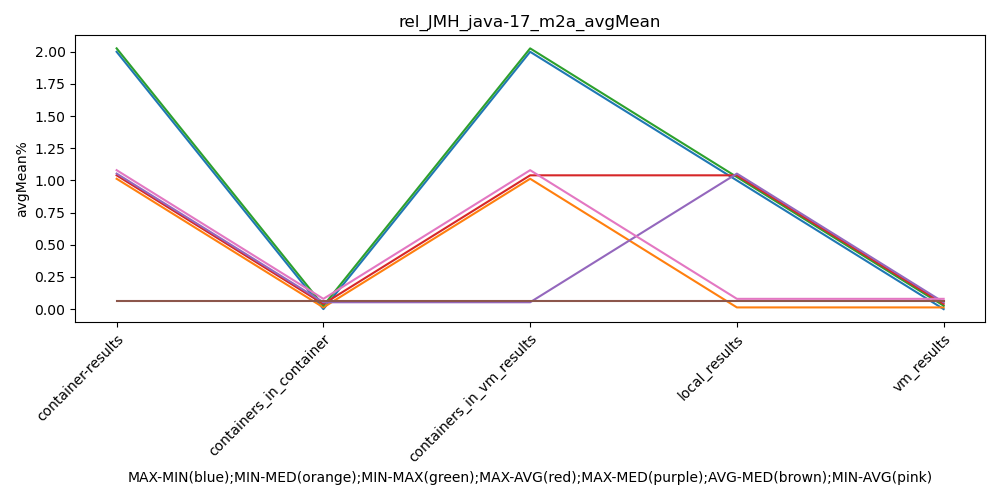 rel_JMH_java-17_m2a_avgMean
avgMean%
2.00
1.75
1.50
1.25
1.00
0.75
0.50
0.25
0.00
container-results
containers_in_container
containers_in_vm_results
local_results
vm_results
MAX-MIN(blue);MIN-MED(orange);MIN-MAX(green);MAX-AVG(red);MAX-MED(purple);AVG-MED(brown);MIN-AVG(pink)